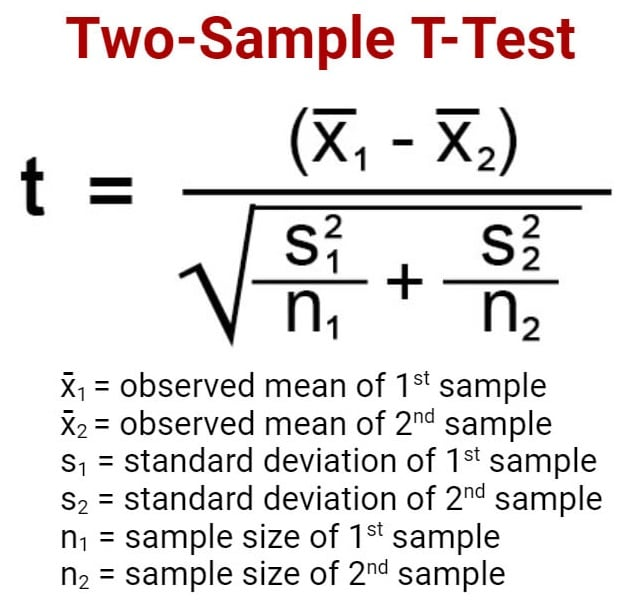 Two-Sample T-Test
t = (x̅₁ - x̅₂) / √(s₁²/n₁ + s₂²/n₂)
x̄₁ = observed mean of 1ˢᵗ sample
x̄₂ = observed mean of 2ⁿᵈ sample
s₁ = standard deviation of 1ˢᵗ sample
s₂ = standard deviation of 2ⁿᵈ sample
n₁ = sample size of 1ˢᵗ sample
n₂ = sample size of 2ⁿᵈ sample